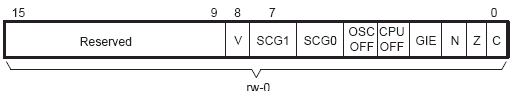 15 9 8 7 0
Reserved V SCG1 SCG0 OSC OFF CPU OFF GIE N Z C
rw-0